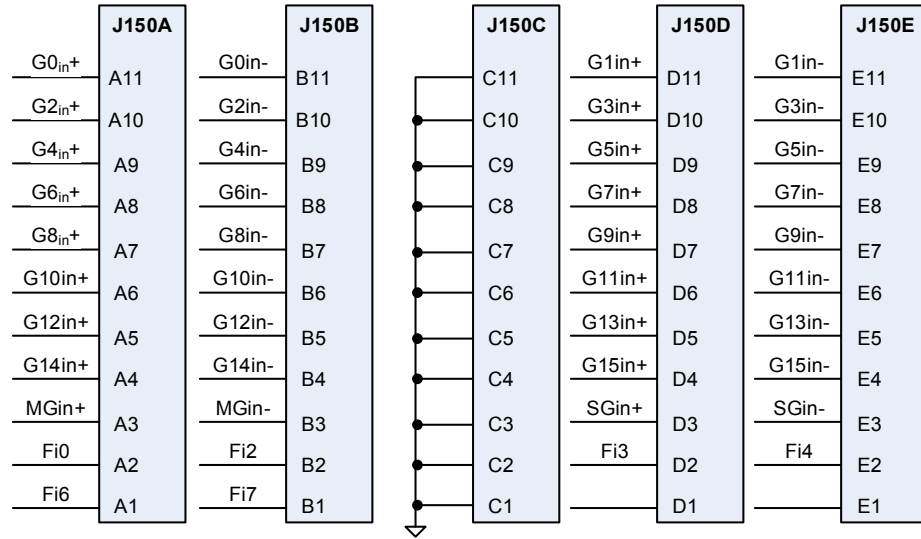 J150A J150B J150C J150D J150E
G0in+ A11 G0in- B11 C11 G1in+ D11 G1in- E11
G2in+ A10 G2in- B10 C10 G3in+ D10 G3in- E10
G4in+ A9 G4in- B9 C9 G5in+ D9 G5in- E9
G6in+ A8 G6in- B8 C8 G7in+ D8 G7in- E8
G8in+ A7 G8in- B7 C7 G9in+ D7 G9in- E7
G10in+ A6 G10in- B6 C6 G11in+ D6 G11in- E6
G12in+ A5 G12in- B5 C5 G13in+ D5 G13in- E5
G14in+ A4 G14in- B4 C4 G15in+ D4 G15in- E4
MGin+ A3 MGin- B3 C3 SGin+ D3 SGin- E3
Fi0 A2 Fi2 B2 C2 Fi3 D2 Fi4 E2
Fi6 A1 Fi7 B1 C1 D1 E1